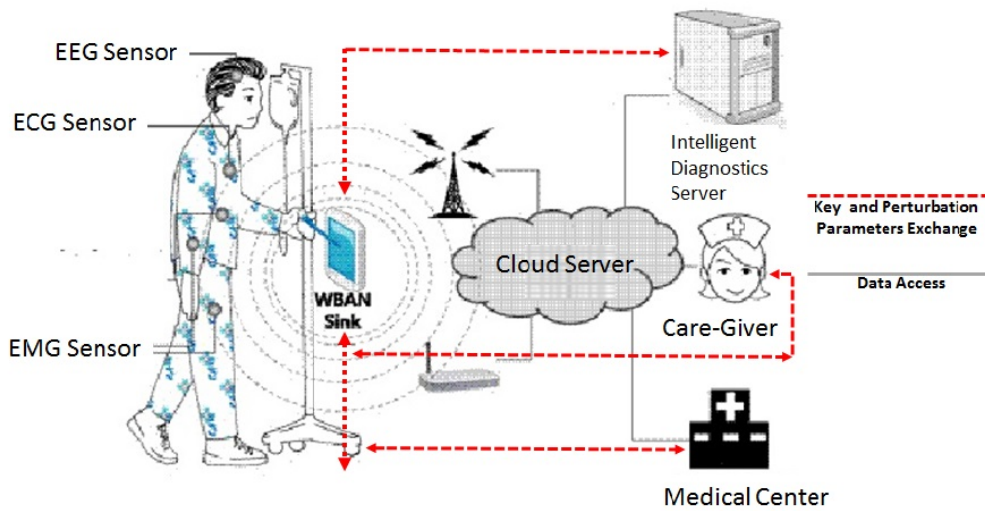 EEG Sensor
ECG Sensor
EMG Sensor
WBAN
Sink
Cloud Server
Intelligent
Diagnostics
Server
Care-Giver
Medical Center
Key and Perturbation
Parameters Exchange
Data Access